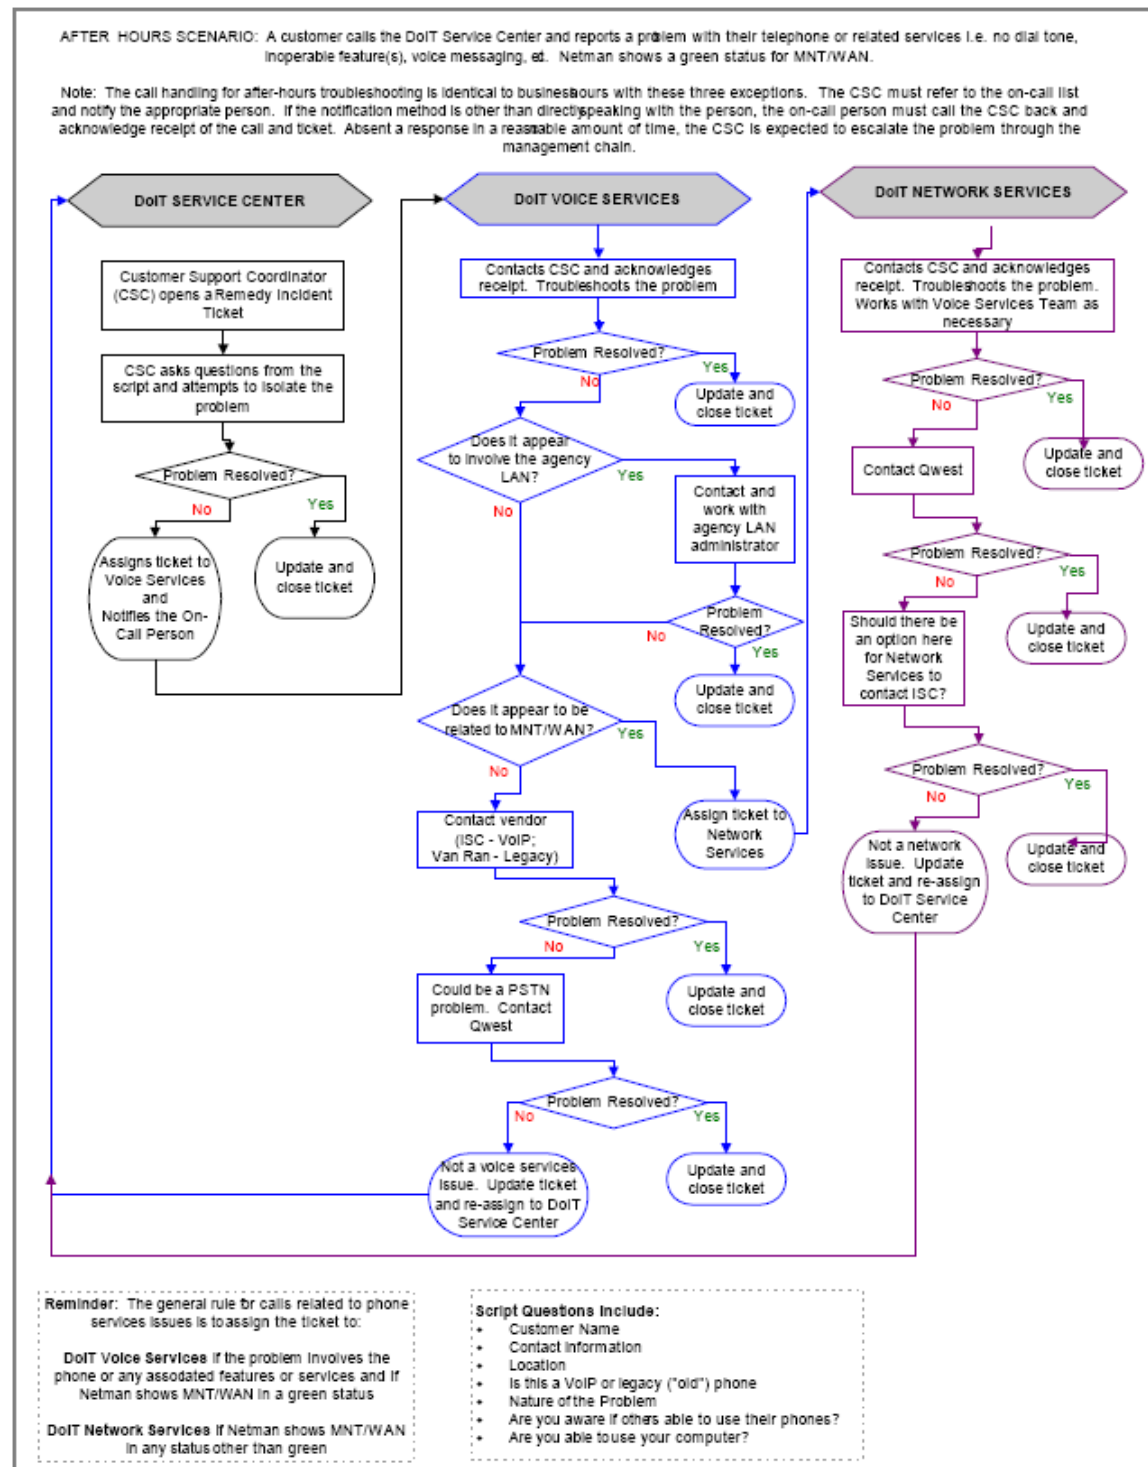 AFTER HOURS SCENARIO: A customer calls the DoIT Service Center and reports a problem with their telephone or related services i.e. no dial tone,
inoperable feature(s), voice messaging, ect. Netman shows a green status for MNT/WAN.
Note: The call handling for after-hours troubleshooting is identical to business hours with these three exceptions. The CSC must refer to the on-call list
and notify the appropriate person. If the notification method is other than directly speaking with the person, the on-call person must call the CSC back and
acknowledge receipt of the call and ticket. Absent a response in a reasonable amount of time, the CSC is expected to escalate the problem through the
management chain.
DoIT SERVICE CENTER
Customer Support Coordinator
(CSC) opens a Remedy Incident
Ticket
CSC asks questions from the
script and attempts to isolate the
problem
Problem Resolved?
No
Yes
Assigns ticket to
Voice Services
and
Notifies the On-
Call Person
Update and
close ticket
DoIT VOICE SERVICES
Contacts CSC and acknowledges
receipt. Troubleshoots the problem
Problem Resolved?
Yes
No
Update and
close ticket
Does it appear
to involve the agency
LAN?
Yes
No
Contact and
work with
agency LAN
administrator
Problem
Resolved?
No
Yes
Update and
close ticket
Does it appear to be
related to MNT/WAN?
Yes
No
Assign ticket to
Network
Services
Contact vendor
(ISC - VoIP;
Van Ran - Legacy)
Problem Resolved?
No
Yes
Update and
close ticket
Could be a PSTN
problem. Contact
Qwest
Problem Resolved?
No
Yes
Not a voice services
issue. Update ticket
and re-assign to DoIT
Service Center
Update and
close ticket
DoIT NETWORK SERVICES
Contacts CSC and acknowledges
receipt. Troubleshoots the problem.
Works with Voice Services Team as
necessary
Problem Resolved?
No
Yes
Update and
close ticket
Contact Qwest
Problem Resolved?
No
Yes
Update and
close ticket
Should there be
an option here
for Network
Services to
contact ISC?
Problem Resolved?
No
Yes
Not a network
issue. Update
ticket and re-assign
to DoIT Service
Center
Update and
close ticket
Reminder: The general rule for calls related to phone
services issues is to assign the ticket to:
DoIT Voice Services if the problem involves the
phone or any associated features or services and if
Netman shows MNT/WAN in a green status
DoIT Network Services if Netman shows MNT/WAN
in any status other than green
Script Questions Include:
• Customer Name
• Contact information
• Location
• Is this a VoIP or legacy ("old") phone
• Nature of the Problem
• Are you aware if others able to use their phones?
• Are you able to use your computer?